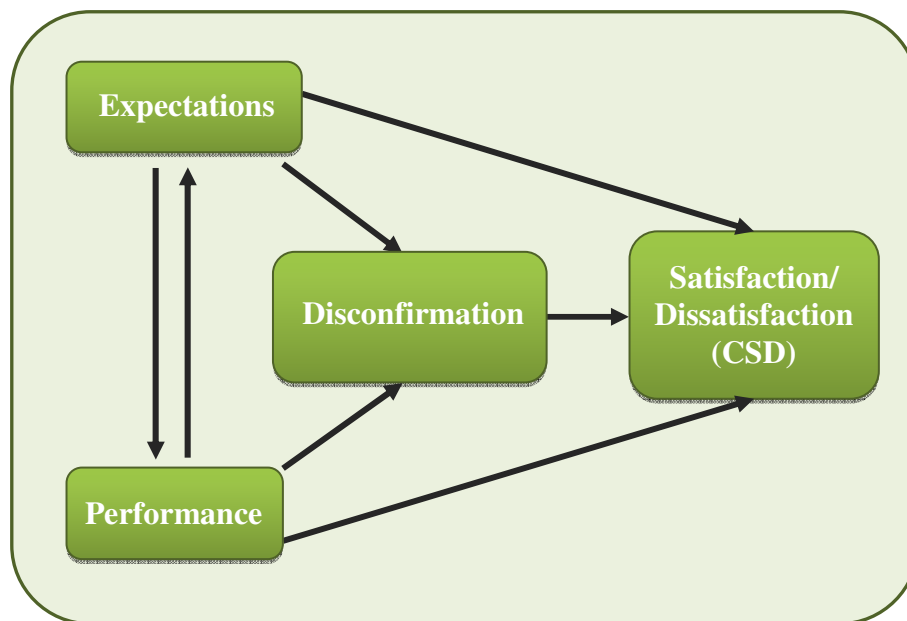 Expectations
Disconfirmation
Satisfaction/
Dissatisfaction
(CSD)
Performance